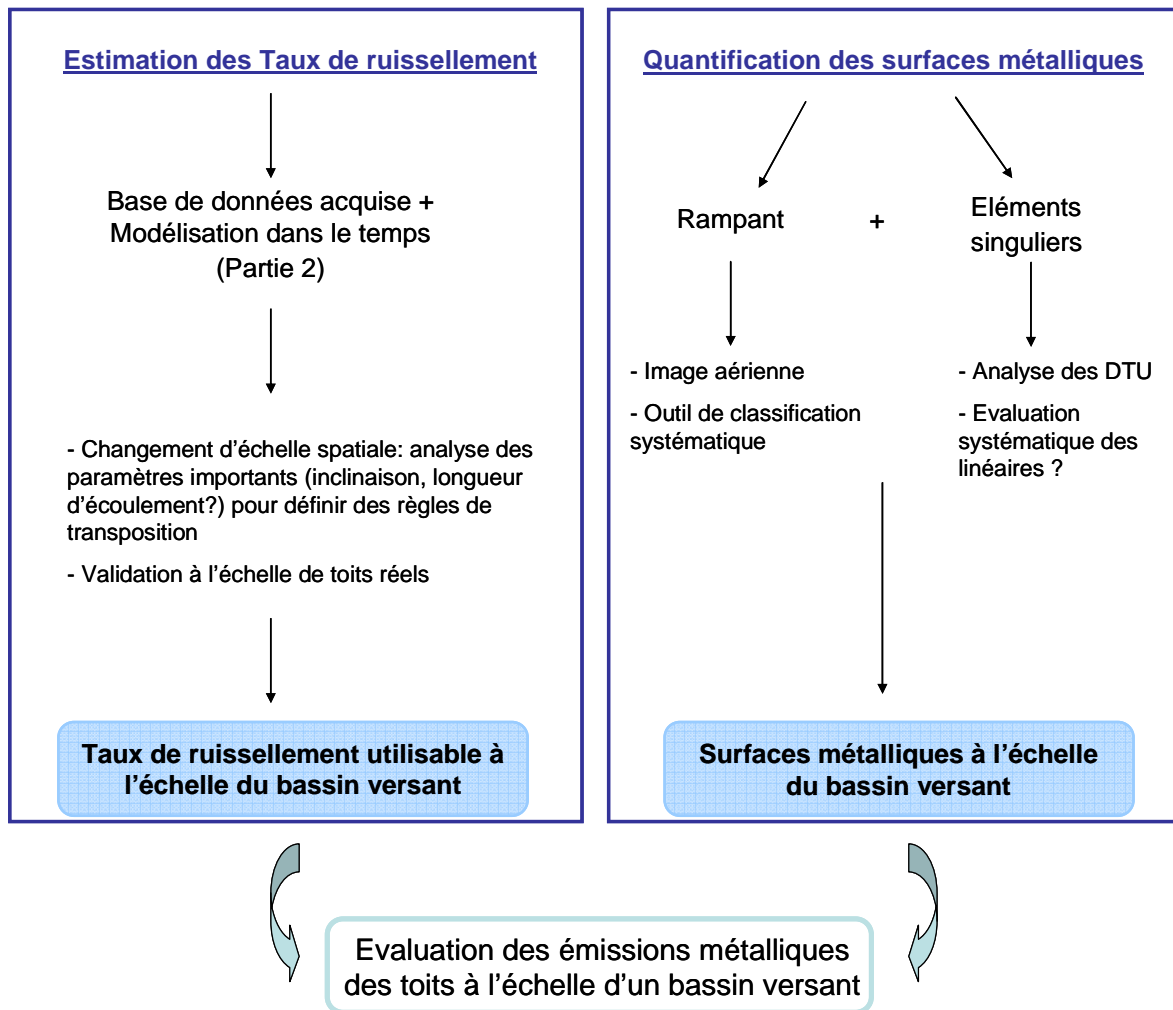 Estimation des Taux de ruissellement
Base de données acquise +
Modélisation dans le temps
(Partie 2)
- Changement d'échelle spatiale: analyse des
paramètres importants (inclinaison, longueur
d'écoulement?) pour définir des règles de
transposition
- Validation à l'échelle de toits réels
Taux de ruissellement utilisable à
l'échelle du bassin versant
Quantification des surfaces métalliques
Rampant
+
Eléments
singuliers
- Image aérienne
- Outil de classification
systématique
- Analyse des DTU
- Evaluation
systématique des
linéaires ?
Surfaces métalliques à l'échelle
du bassin versant
Evaluation des émissions métalliques
des toits à l'échelle d'un bassin versant